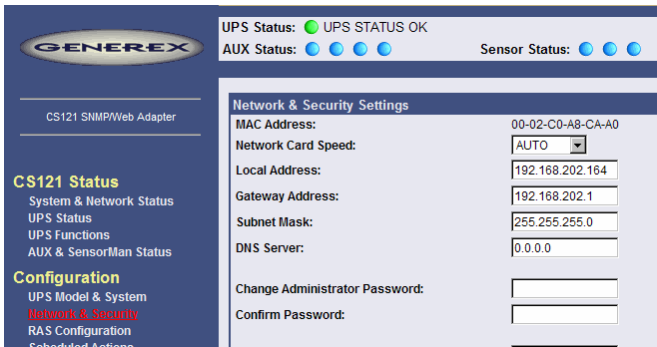 GENEREX
UPS Status: UPS STATUS OK
AUX Status: Sensor Status:
CS121 SNMP/Web Adapter
CS121 Status
System & Network Status
UPS Status
UPS Functions
AUX & SensorMan Status
Configuration
UPS Model & System
Network & Security
RAS Configuration
Scheduled Actions
Network & Security Settings
MAC Address: 00-02-C0-A8-CA-A0
Network Card Speed: AUTO
Local Address: 192.168.202.164
Gateway Address: 192.168.202.1
Subnet Mask: 255.255.255.0
DNS Server: 0.0.0.0
Change Administrator Password:
Confirm Password: